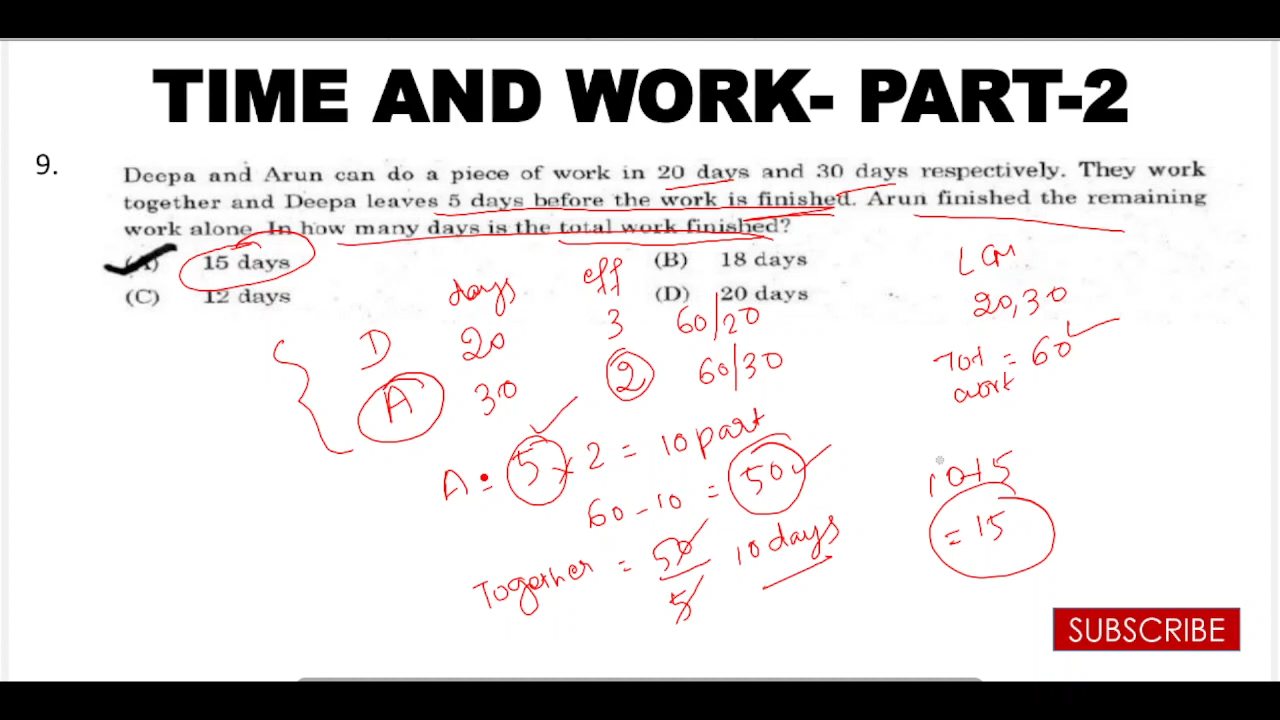 TIME AND WORK- PART-2
9.
Deepa and Arun can do a piece of work in 20 days and 30 days respectively. They work
together and Deepa leaves 5 days before the work is finished. Arun finished the remaining
work alone. In how many days is the total work finished?
(A) 15 days (B) 18 days
(C) 12 days (D) 20 days
days eff LCM
D 20 3 60/20 20,30
A 30 2 60/30 Tot = 60
work
A = 5 x 2 = 10 part
60 - 10 = 50 10+5
Together = 50 10 days = 15
5
SUBSCRIBE